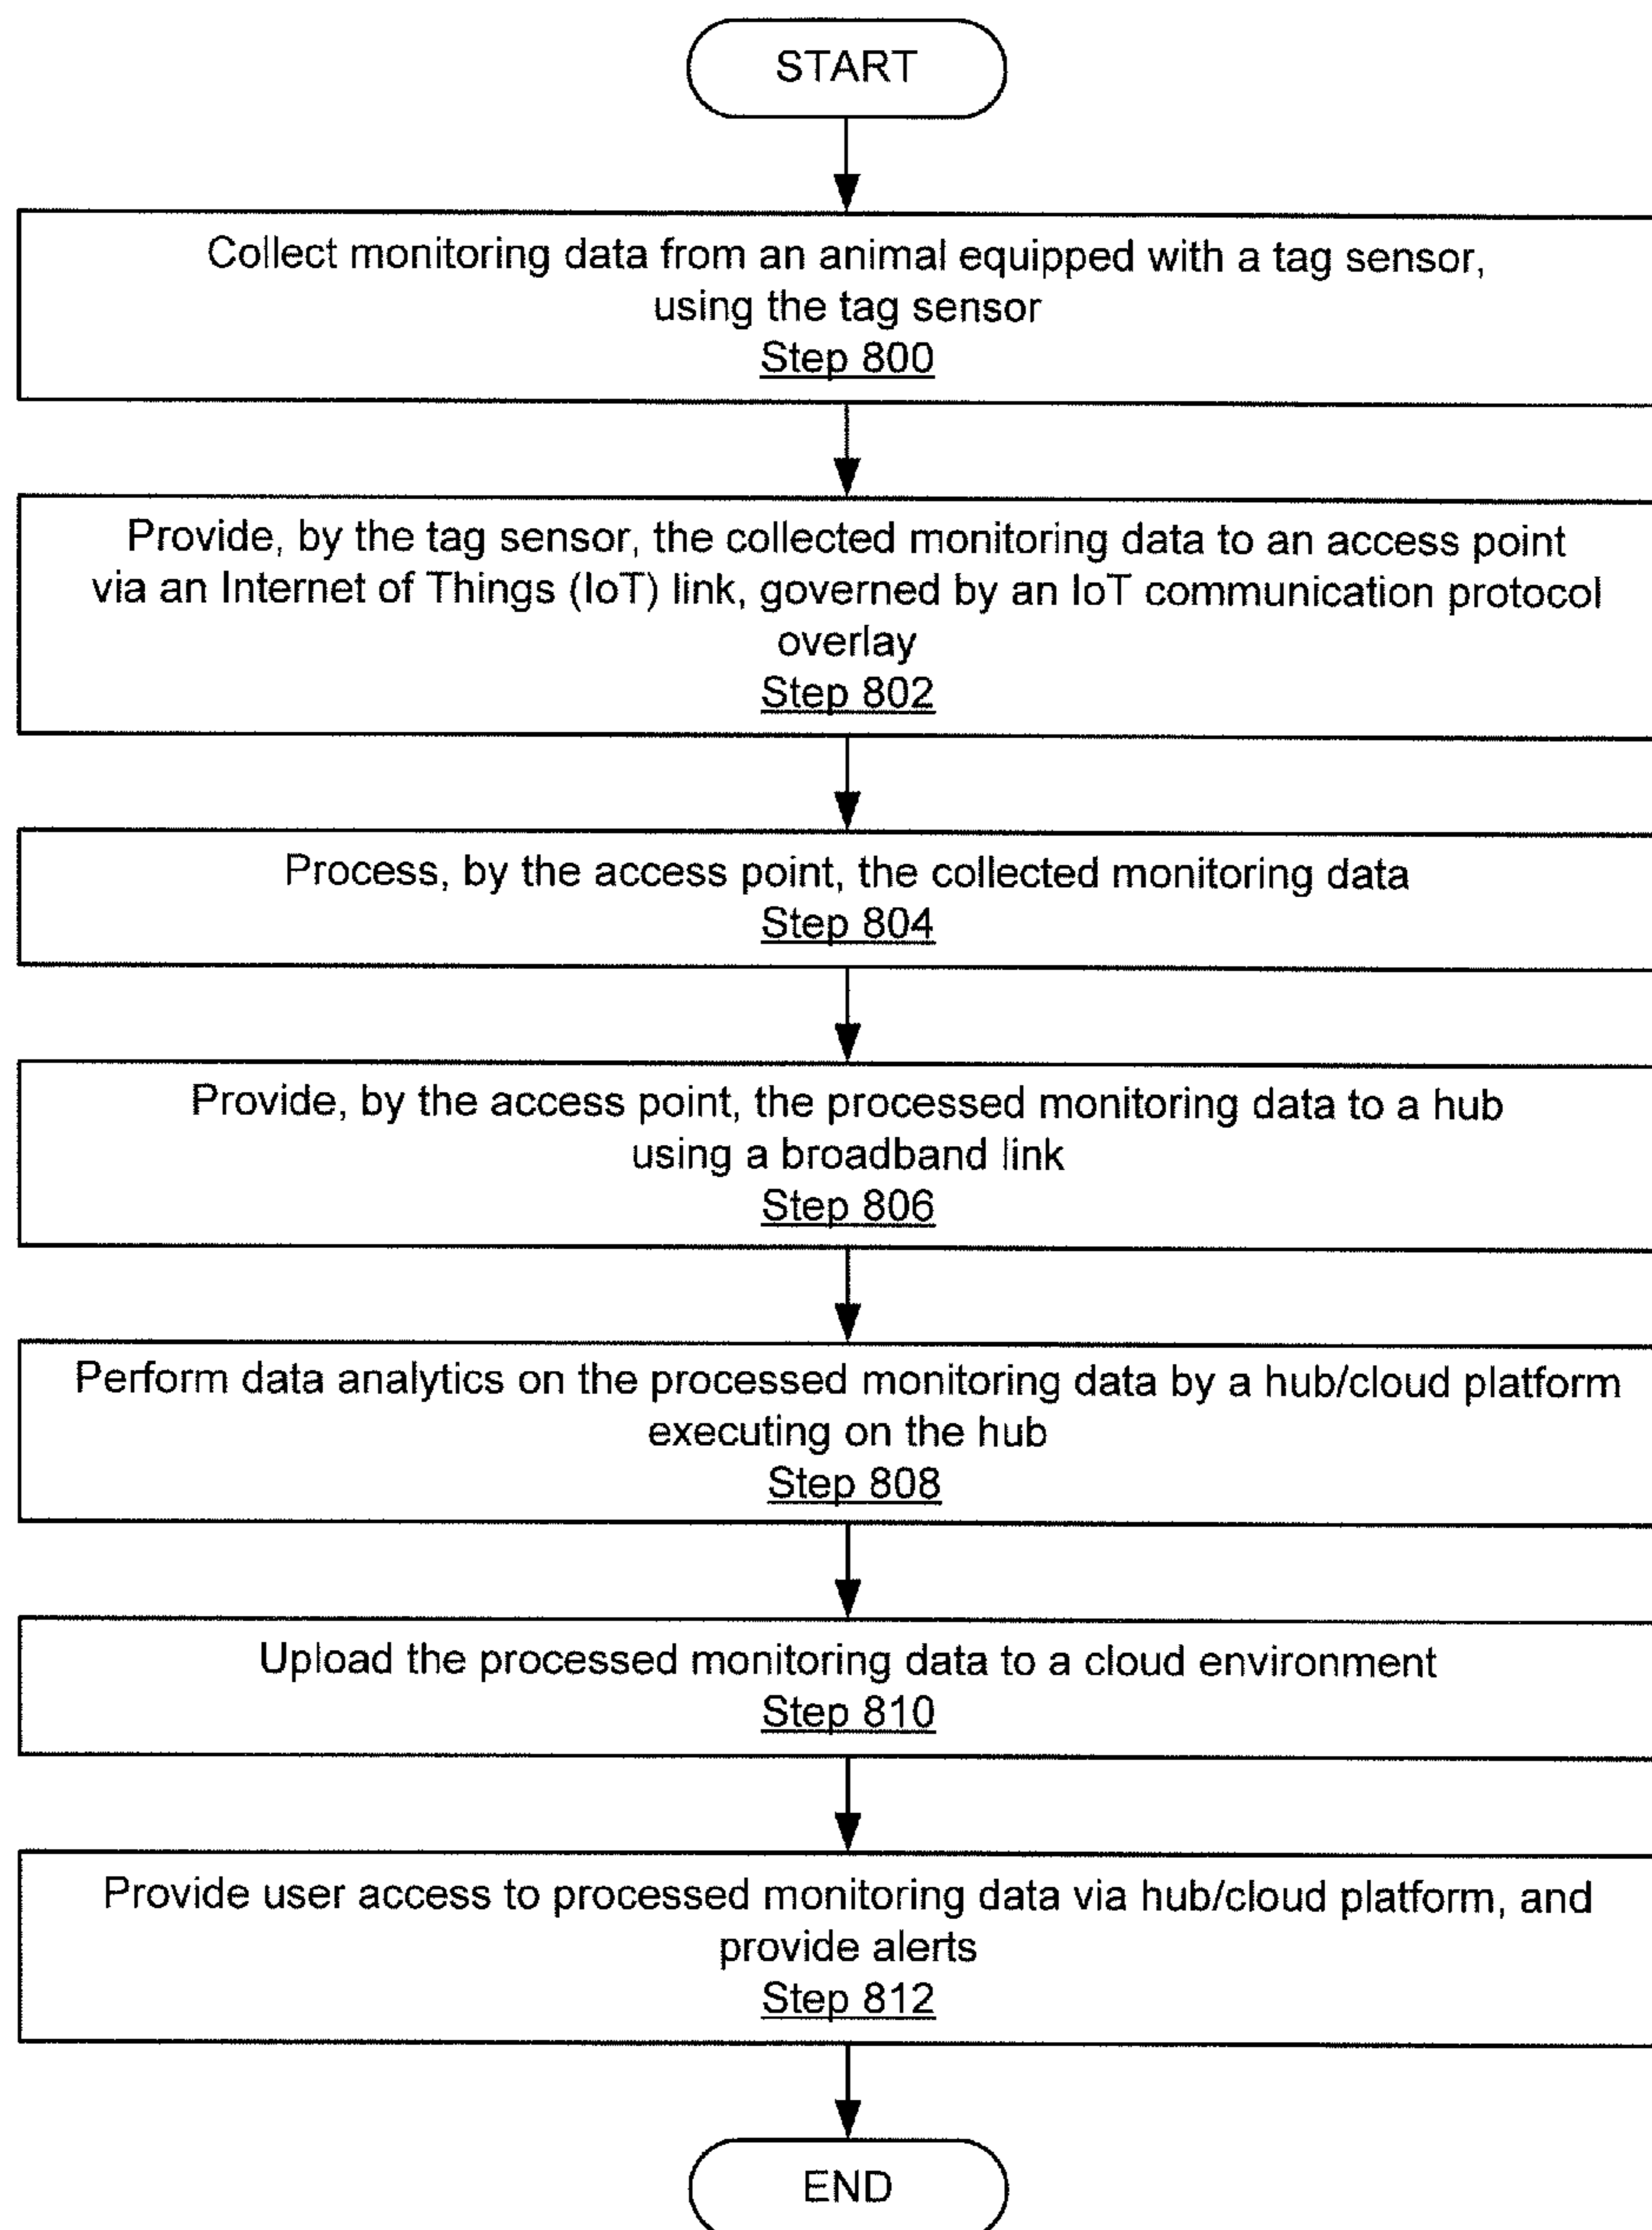 START
Collect monitoring data from an animal equipped with a tag sensor,
using the tag sensor
Step 800
Provide, by the tag sensor, the collected monitoring data to an access point
via an Internet of Things (IoT) link, governed by an IoT communication protocol
overlay
Step 802
Process, by the access point, the collected monitoring data
Step 804
Provide, by the access point, the processed monitoring data to a hub
using a broadband link
Step 806
Perform data analytics on the processed monitoring data by a hub/cloud platform
executing on the hub
Step 808
Upload the processed monitoring data to a cloud environment
Step 810
Provide user access to processed monitoring data via hub/cloud platform, and
provide alerts
Step 812
END